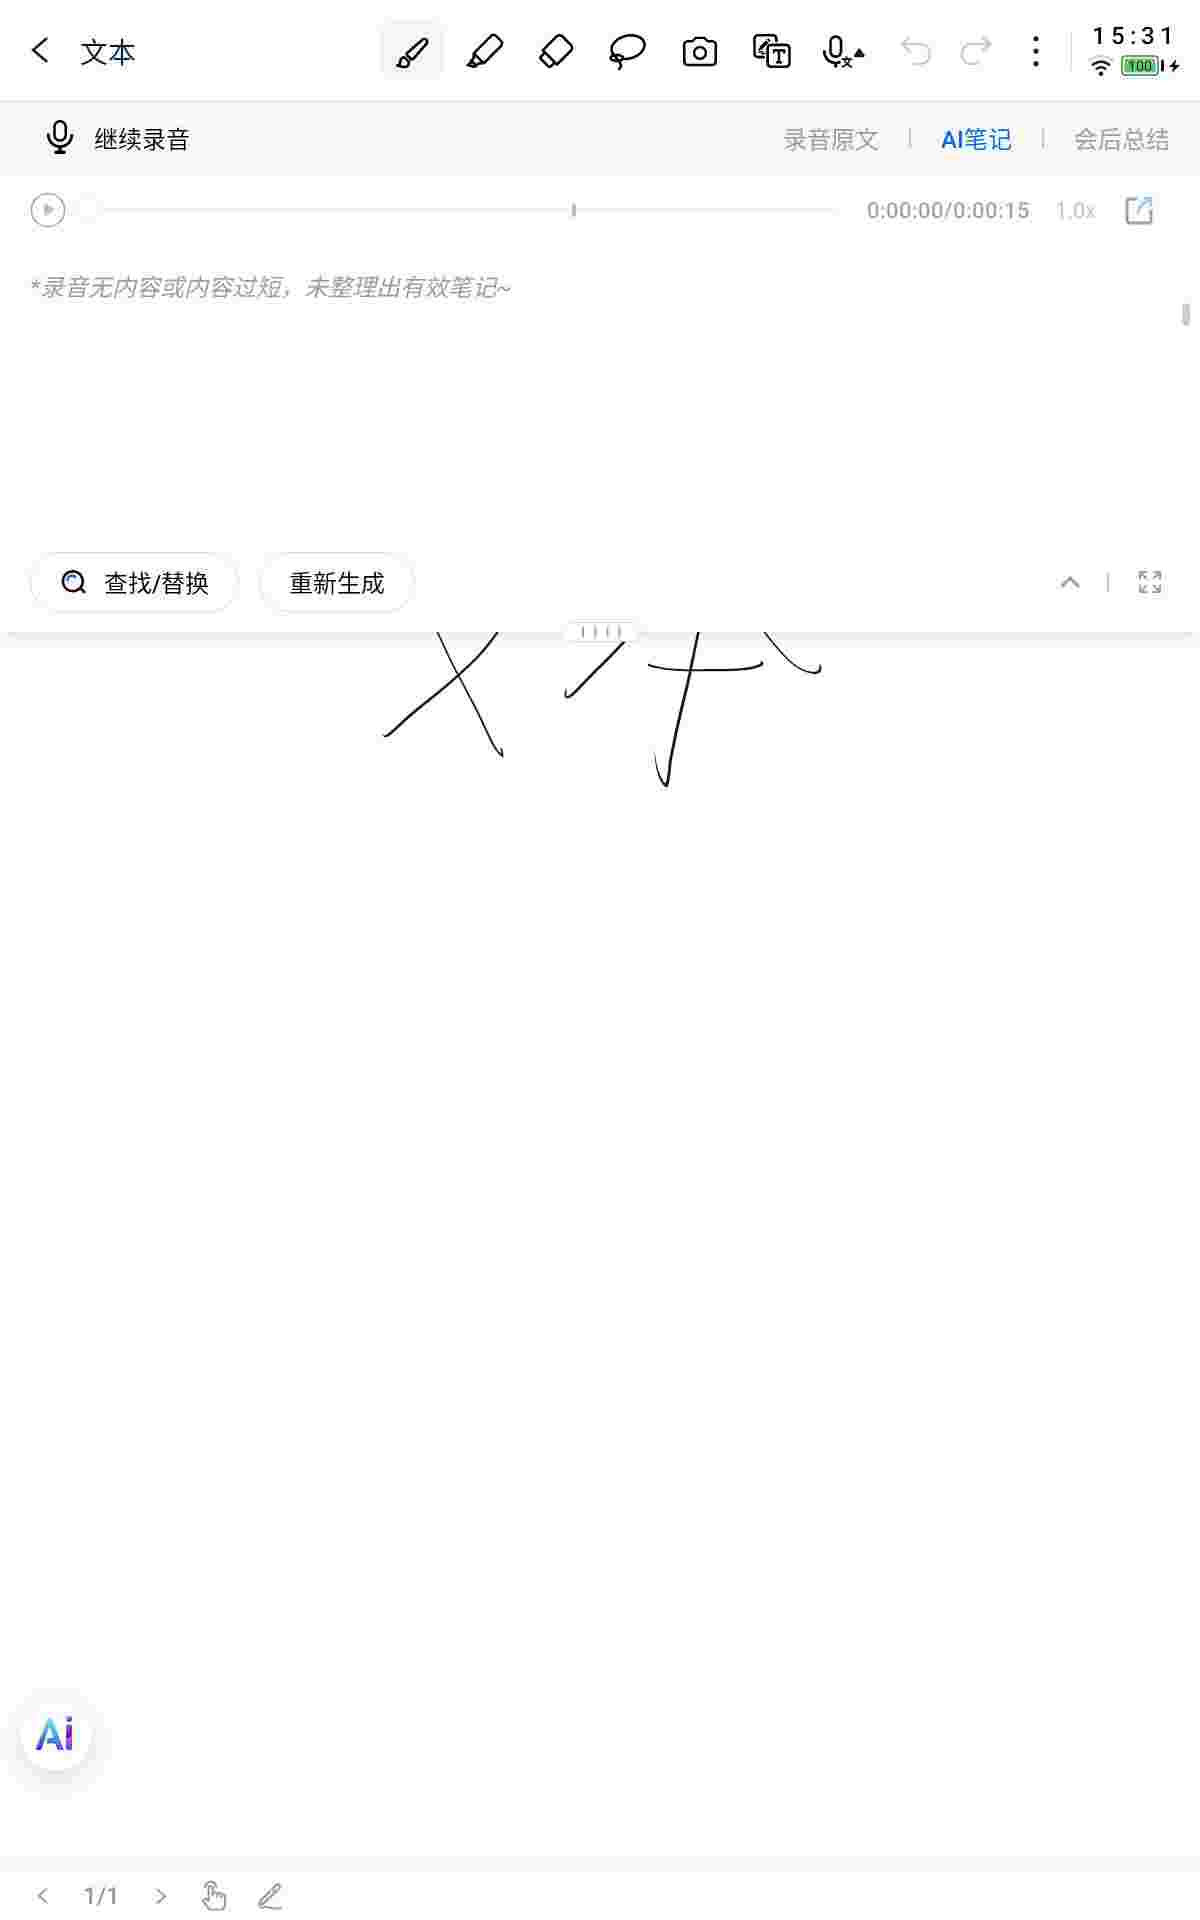 文本
15:31
100
继续录音
录音原文 AI笔记 会后总结
0:00:00/0:00:15 1.0x
*录音无内容或内容过短，未整理出有效笔记~
查找/替换 重新生成
Ai
1/1